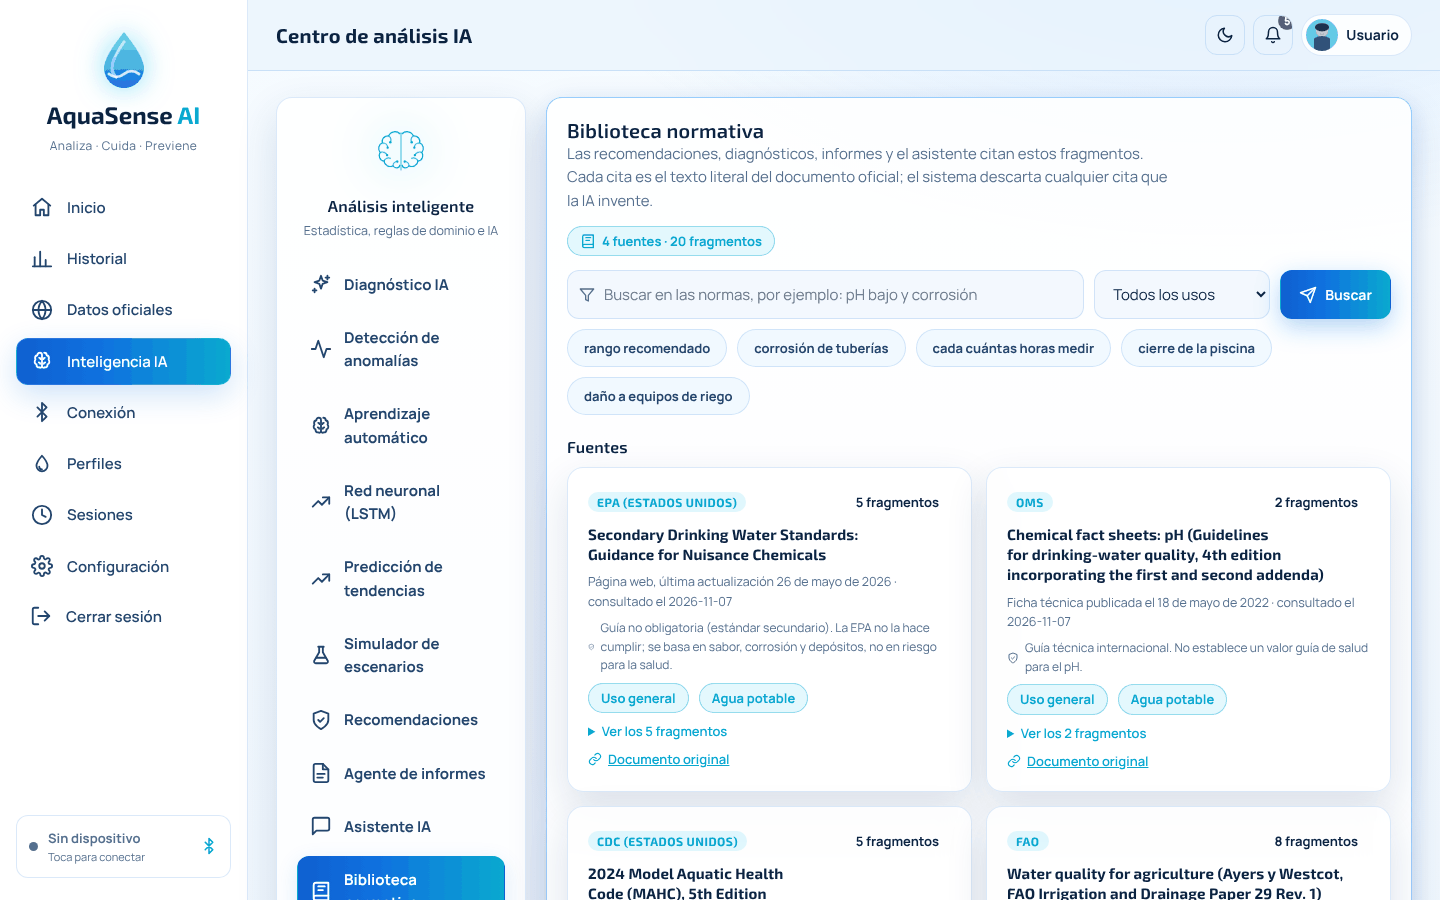 AquaSense AI
Analiza · Cuida · Previene
Inicio
Historial
Datos oficiales
Inteligencia IA
Conexión
Perfiles
Sesiones
Configuración
Cerrar sesión
Sin dispositivo
Toca para conectar
Centro de análisis IA
5
Usuario
Análisis inteligente
Estadística, reglas de dominio e IA
Diagnóstico IA
Detección de
anomalías
Aprendizaje
automático
Red neuronal
(LSTM)
Predicción de
tendencias
Simulador de
escenarios
Recomendaciones
Agente de informes
Asistente IA
Biblioteca
Biblioteca normativa
Las recomendaciones, diagnósticos, informes y el asistente citan estos fragmentos.
Cada cita es el texto literal del documento oficial; el sistema descarta cualquier cita que
la IA invente.
4 fuentes · 20 fragmentos
Buscar en las normas, por ejemplo: pH bajo y corrosión
Todos los usos
Buscar
rango recomendado
corrosión de tuberías
cada cuántas horas medir
cierre de la piscina
daño a equipos de riego
Fuentes
EPA (ESTADOS UNIDOS)
5 fragmentos
Secondary Drinking Water Standards:
Guidance for Nuisance Chemicals
Página web, última actualización 26 de mayo de 2026 ·
consultado el 2026-11-07
Guía no obligatoria (estándar secundario). La EPA no la hace
cumplir; se basa en sabor, corrosión y depósitos, no en riesgo
para la salud.
Uso general
Agua potable
Ver los 5 fragmentos
Documento original
OMS
2 fragmentos
Chemical fact sheets: pH (Guidelines
for drinking-water quality, 4th edition
incorporating the first and second addenda)
Ficha técnica publicada el 18 de mayo de 2022 · consultado el
2026-11-07
Guía técnica internacional. No establece un valor guía de salud
para el pH.
Uso general
Agua potable
Ver los 2 fragmentos
Documento original
CDC (ESTADOS UNIDOS)
5 fragmentos
2024 Model Aquatic Health
Code (MAHC), 5th Edition
FAO
8 fragmentos
Water quality for agriculture (Ayers y Westcot,
FAO Irrigation and Drainage Paper 29 Rev. 1)